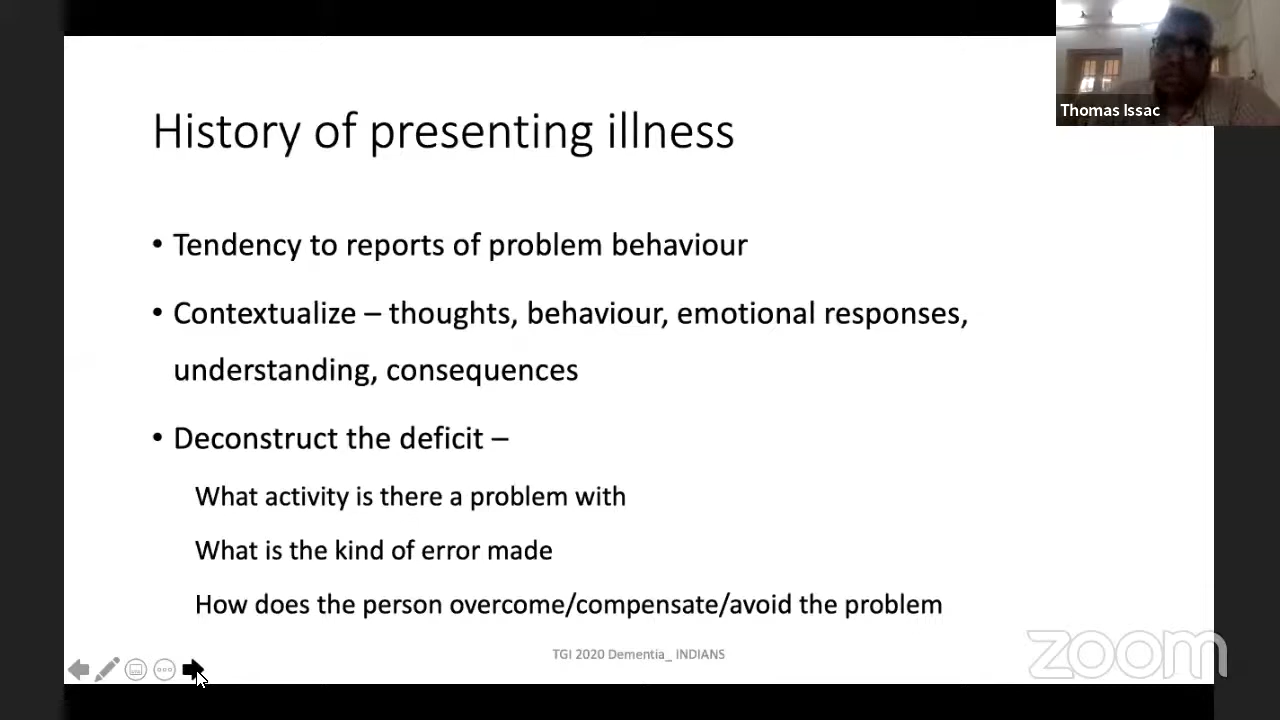 Thomas Issac
History of presenting illness
• Tendency to reports of problem behaviour
• Contextualize – thoughts, behaviour, emotional responses,
understanding, consequences
• Deconstruct the deficit –
What activity is there a problem with
What is the kind of error made
How does the person overcome/compensate/avoid the problem
TGI 2020 Dementia_ INDIANS
zoom